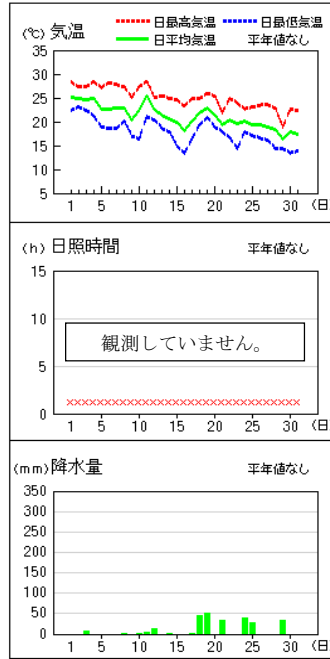 (℃) 気温
日最高気温 日最低気温
日平均気温 平年値なし
35
30
25
20
15
10
5
1 5 10 15 20 25 30 (日
(h) 日照時間 平年値なし
15
10
観測していません。
5
0
1 5 10 15 20 25 30 (日
(mm) 降水量 平年値なし
350
300
250
200
150
100
50
0
1 5 10 15 20 25 30 (日